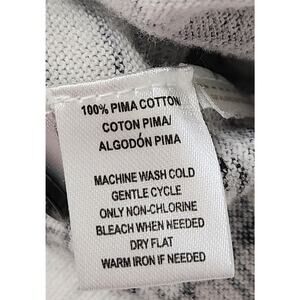 100% PIMA COTTON
COTON PIMA/
ALGODÓN PIMA
MACHINE WASH COLD
GENTLE CYCLE
ONLY NON-CHLORINE
BLEACH WHEN NEEDED
DRY FLAT
WARM IRON IF NEEDED